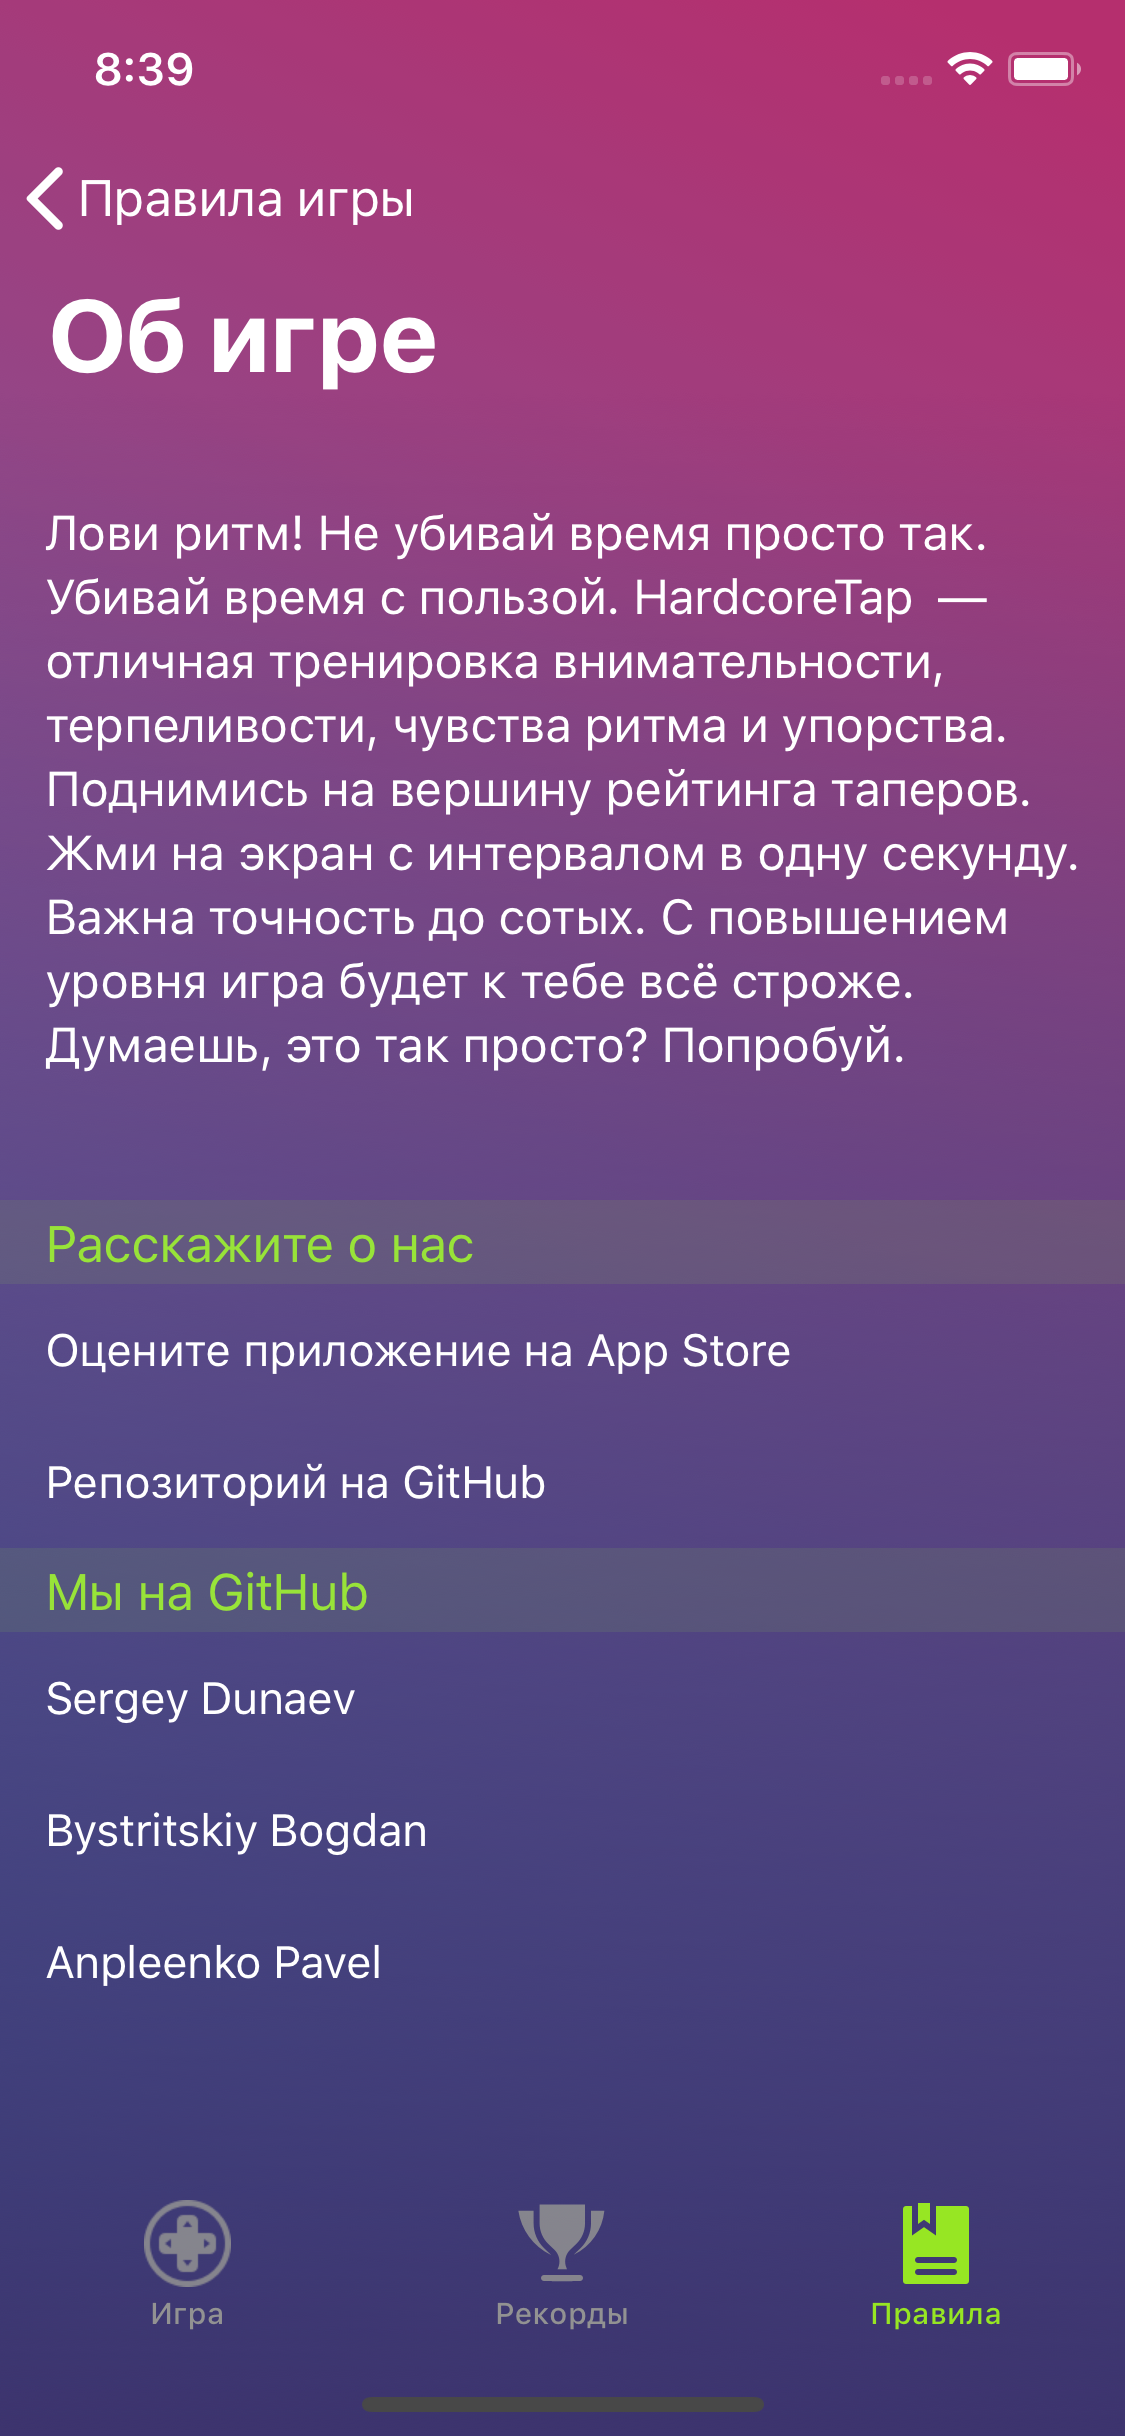 8:39
Правила игры
Об игре
Лови ритм! Не убивай время просто так.
Убивай время с пользой. HardcoreTap —
отличная тренировка внимательности,
терпеливости, чувства ритма и упорства.
Поднимись на вершину рейтинга таперов.
Жми на экран с интервалом в одну секунду.
Важна точность до сотых. С повышением
уровня игра будет к тебе всё строже.
Думаешь, это так просто? Попробуй.
Расскажите о нас
Оцените приложение на App Store
Репозиторий на GitHub
Мы на GitHub
Sergey Dunaev
Bystritskiy Bogdan
Anpleenko Pavel
Игра
Рекорды
Правила